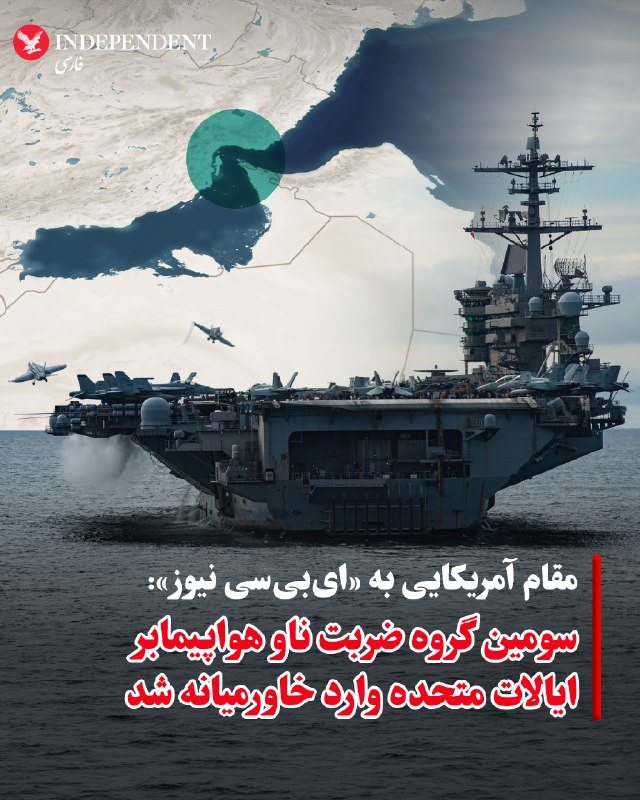 INDEPENDENT
فارسی
مقام آمریکایی به «ای‌بی‌سی نیوز»:
سومین گروه ضربت ناو هواپیمابر
ایالات متحده وارد خاورمیانه شد